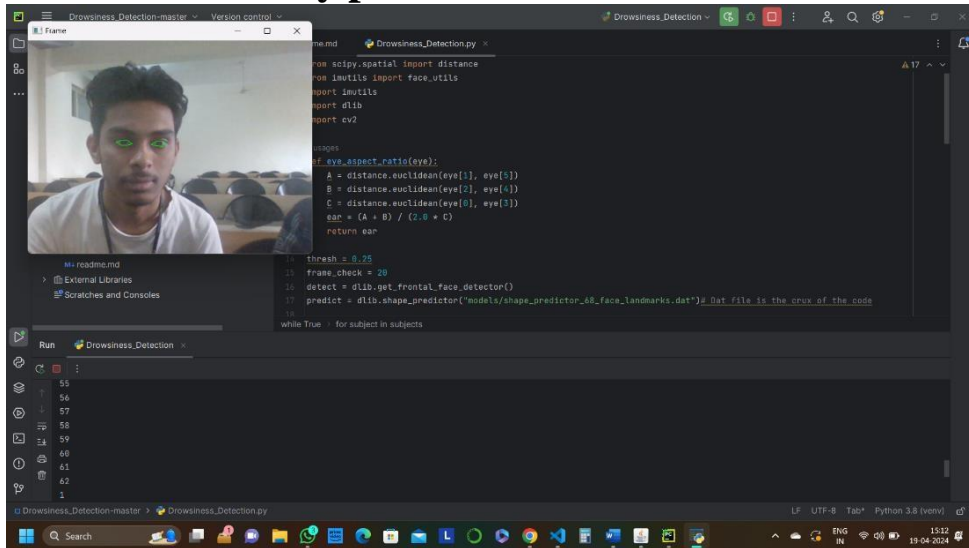 Drowsiness_Detection-master Version control
Drowsiness_Detection
Frame
me.md Drowsiness_Detection.py
rom scipy.spatial import distance
17
rom imutils import face_utils
mport imutils
mport dlib
mport cv2
usages
ef eye_aspect_ratio(eye):
A = distance.euclidean(eye[1], eye[5])
B = distance.euclidean(eye[2], eye[4])
C = distance.euclidean(eye[0], eye[3])
ear = (A + B) / (2.0 * C)
return ear
14 thresh = 0.25
15 frame_check = 20
16 detect = dlib.get_frontal_face_detector()
17 predict = dlib.shape_predictor("models/shape_predictor_68_face_landmarks.dat")# Dat file is the crux of the code
18
while True > for subject in subjects
M↓ readme.md
External Libraries
Scratches and Consoles
Run Drowsiness_Detection
55
56
57
58
59
60
61
62
1
Drowsiness_Detection-master > Drowsiness_Detection.py
LF UTF-8 Tab* Python 3.8 (venv)
Search
ENG
IN
15:12
19-04-2024